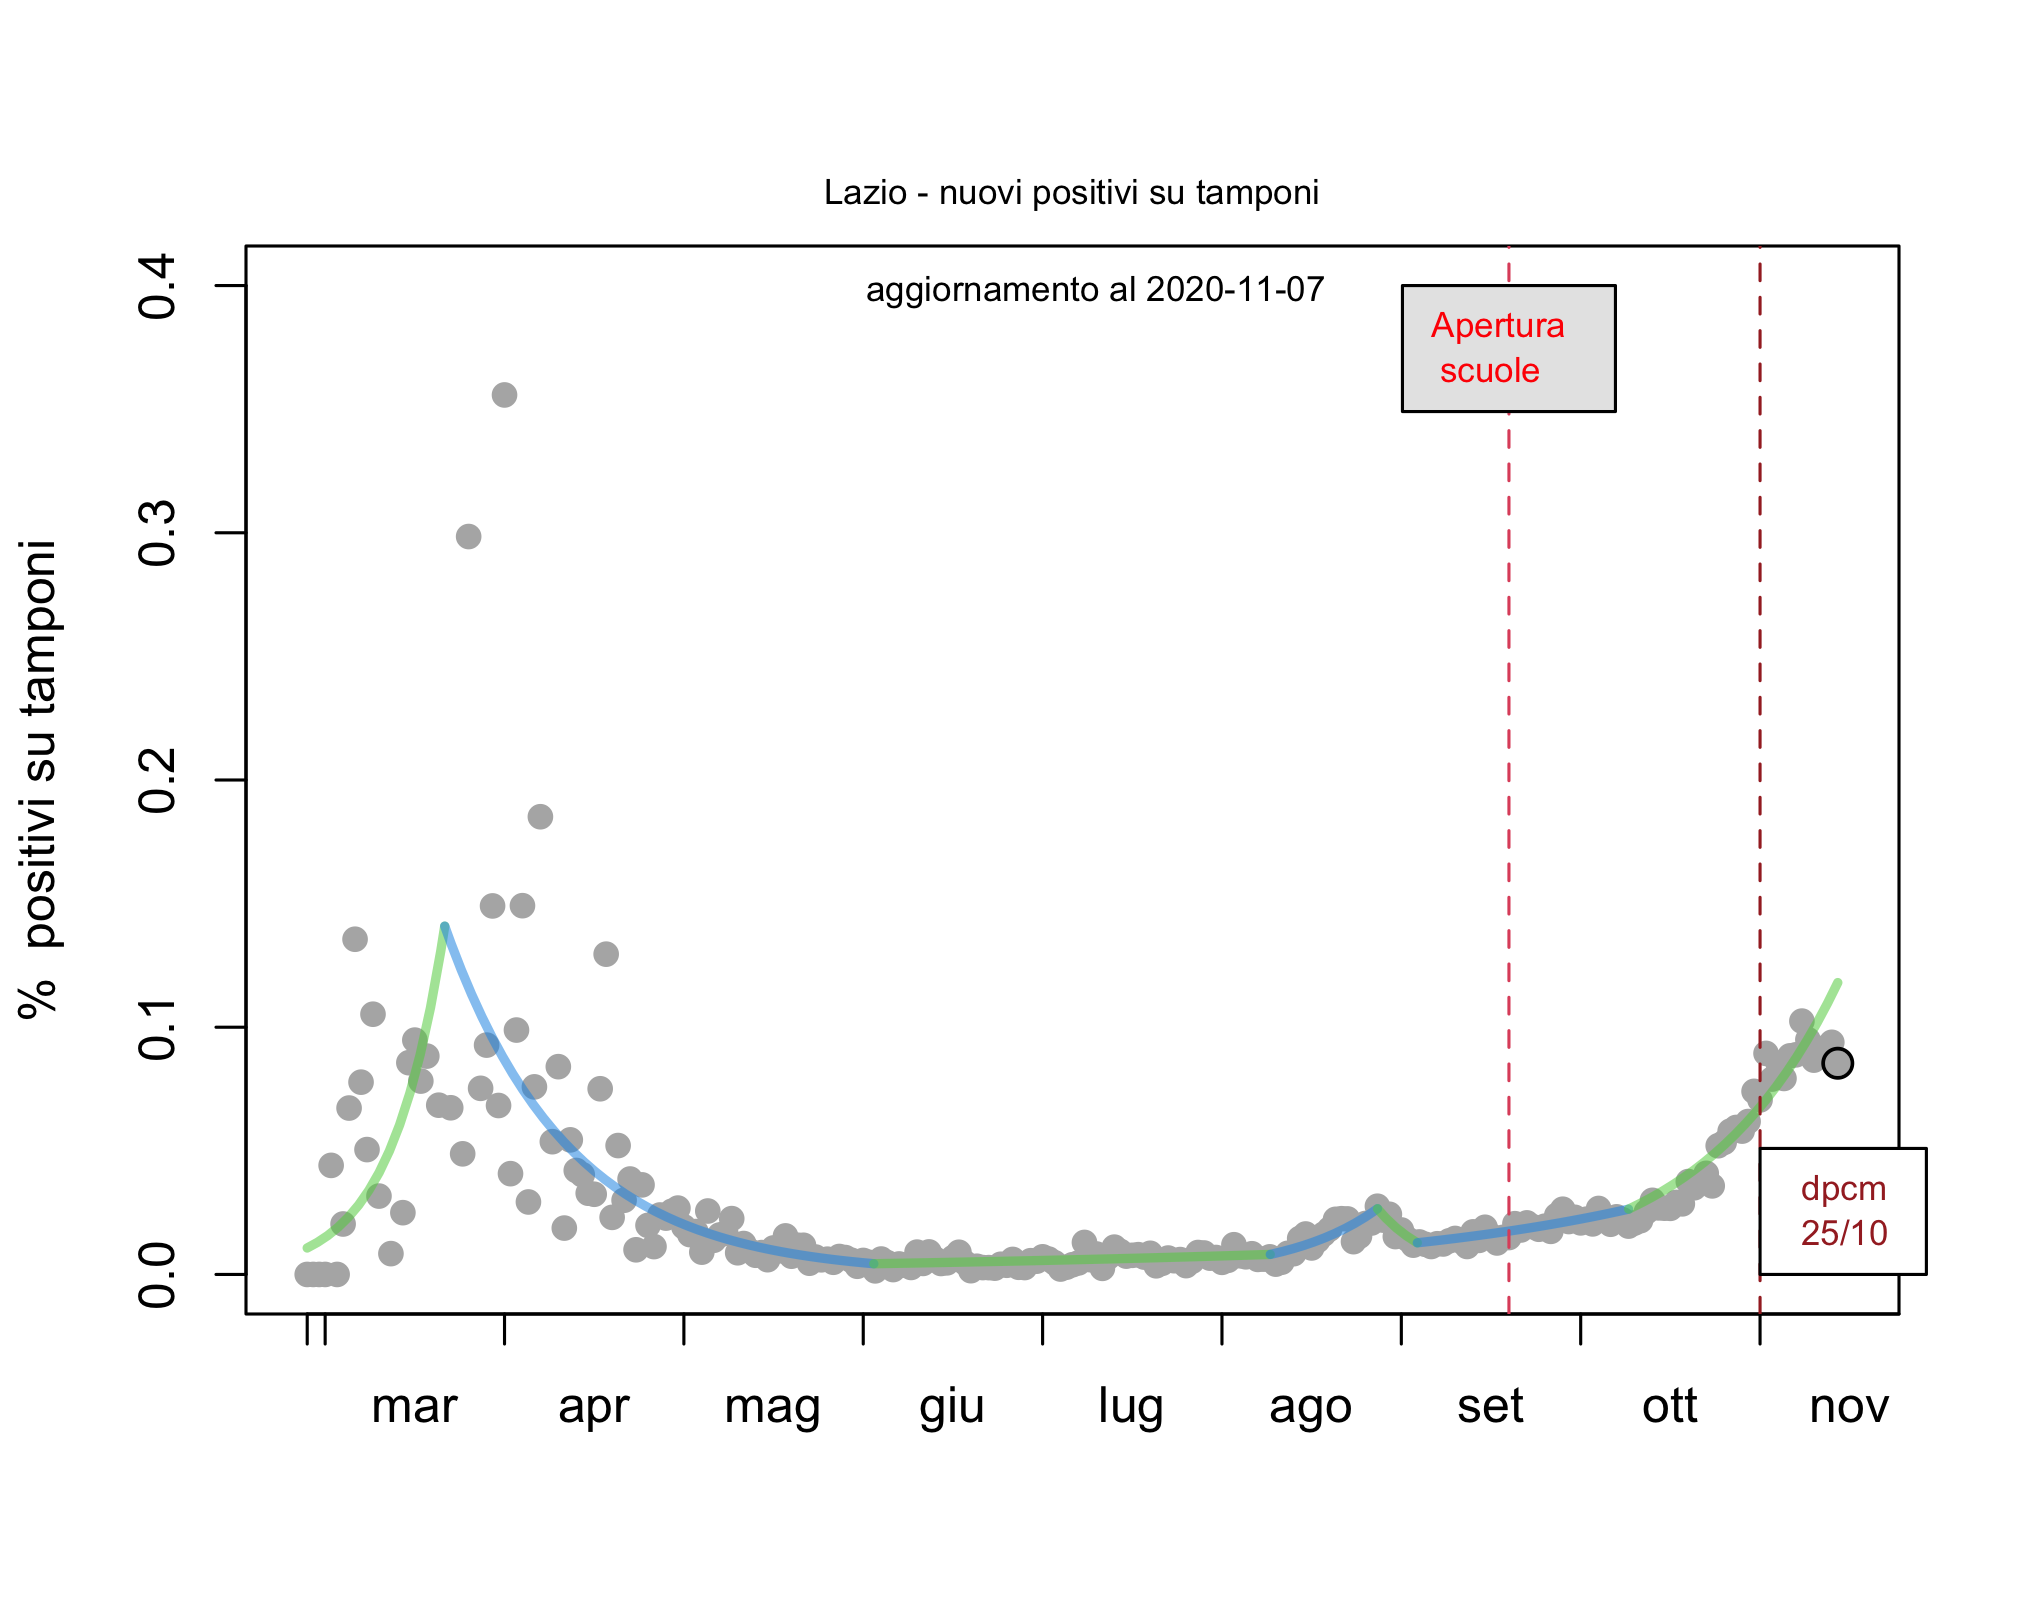 Lazio - nuovi positivi su tamponi
aggiornamento al 2020-11-07
Apertura
scuole
% positivi su tamponi
0.4
0.3
0.2
0.1
0.0
dpcm
25/10
mar apr mag giu lug ago set ott nov